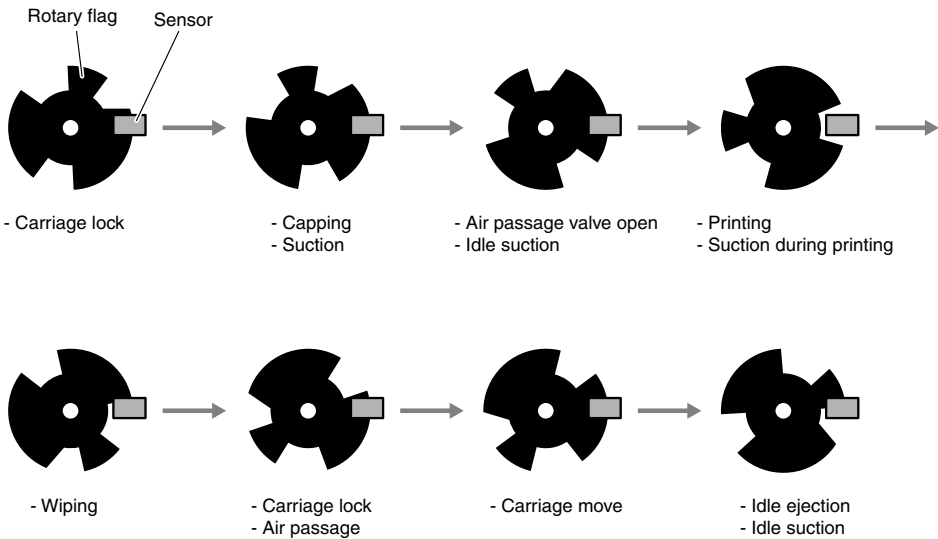 Rotary flag
Sensor
- Carriage lock
- Capping
- Suction
- Air passage valve open
- Idle suction
- Printing
- Suction during printing
- Wiping
- Carriage lock
- Air passage
- Carriage move
- Idle ejection
- Idle suction